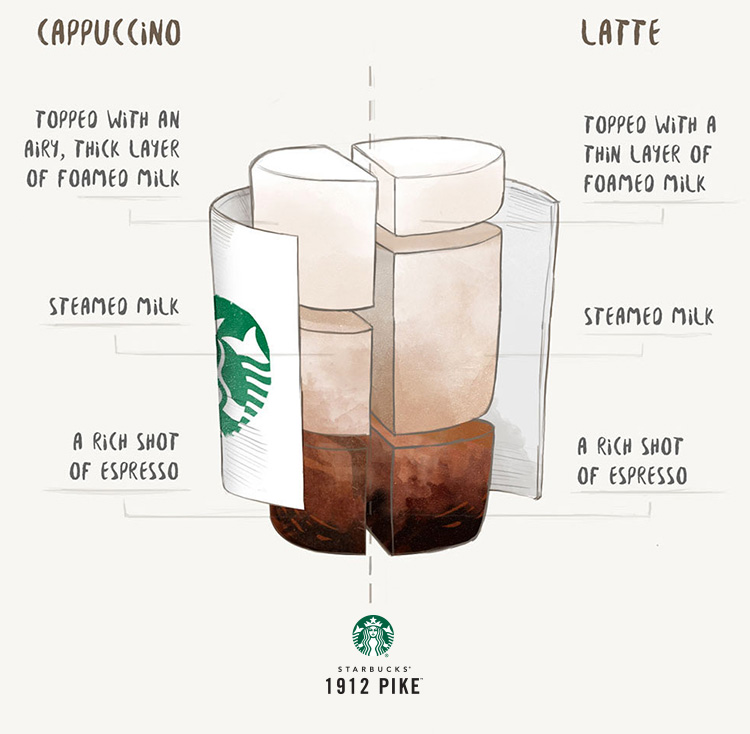 CAPPUCCiNO
LATTE
TOPPED WiTH AN
AiRY, THiCK LAYER
OF FOAMED MiLK
TOPPED WiTH A
THiN LAYER OF
FOAMED MiLK
STEAMED MiLK
STEAMED MiLK
A RiCH SHOT
OF ESPRESSO
A RiCH SHOT
OF ESPRESSO
STARBUCKS®
1912 PIKE™